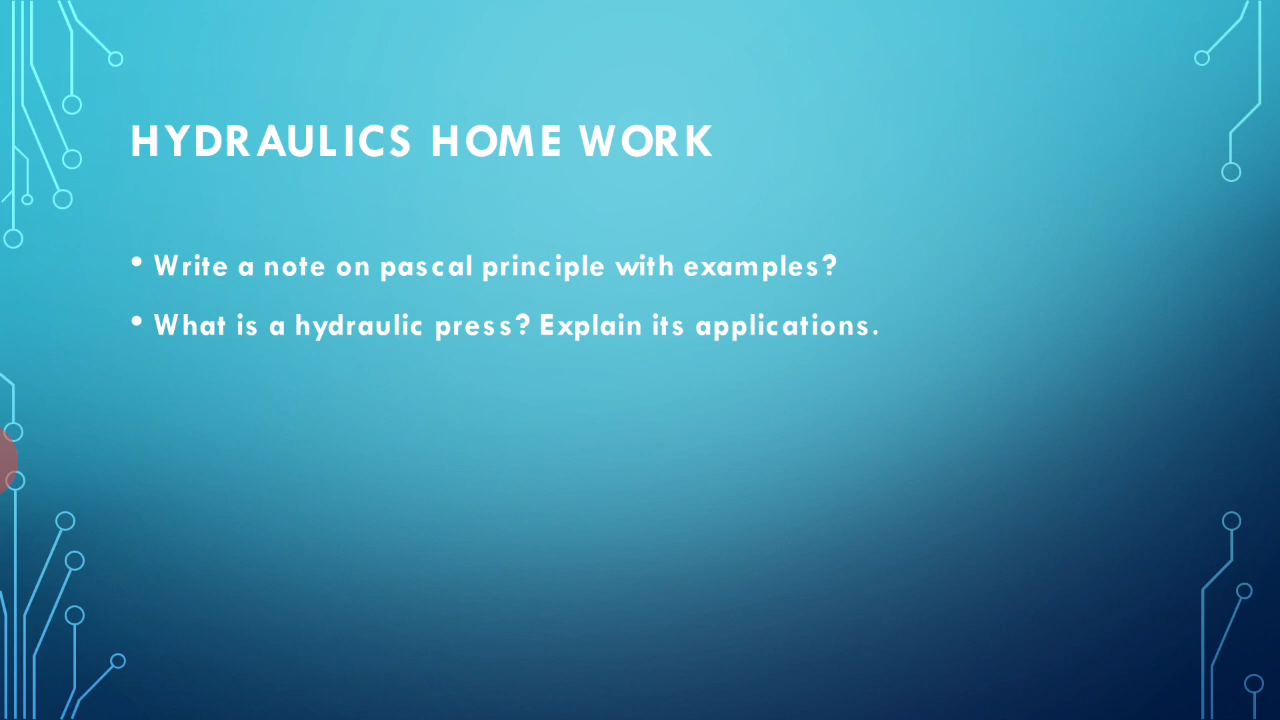 HYDRAULICS HOME WORK
• Write a note on pascal principle with examples?
• What is a hydraulic press? Explain its applications.